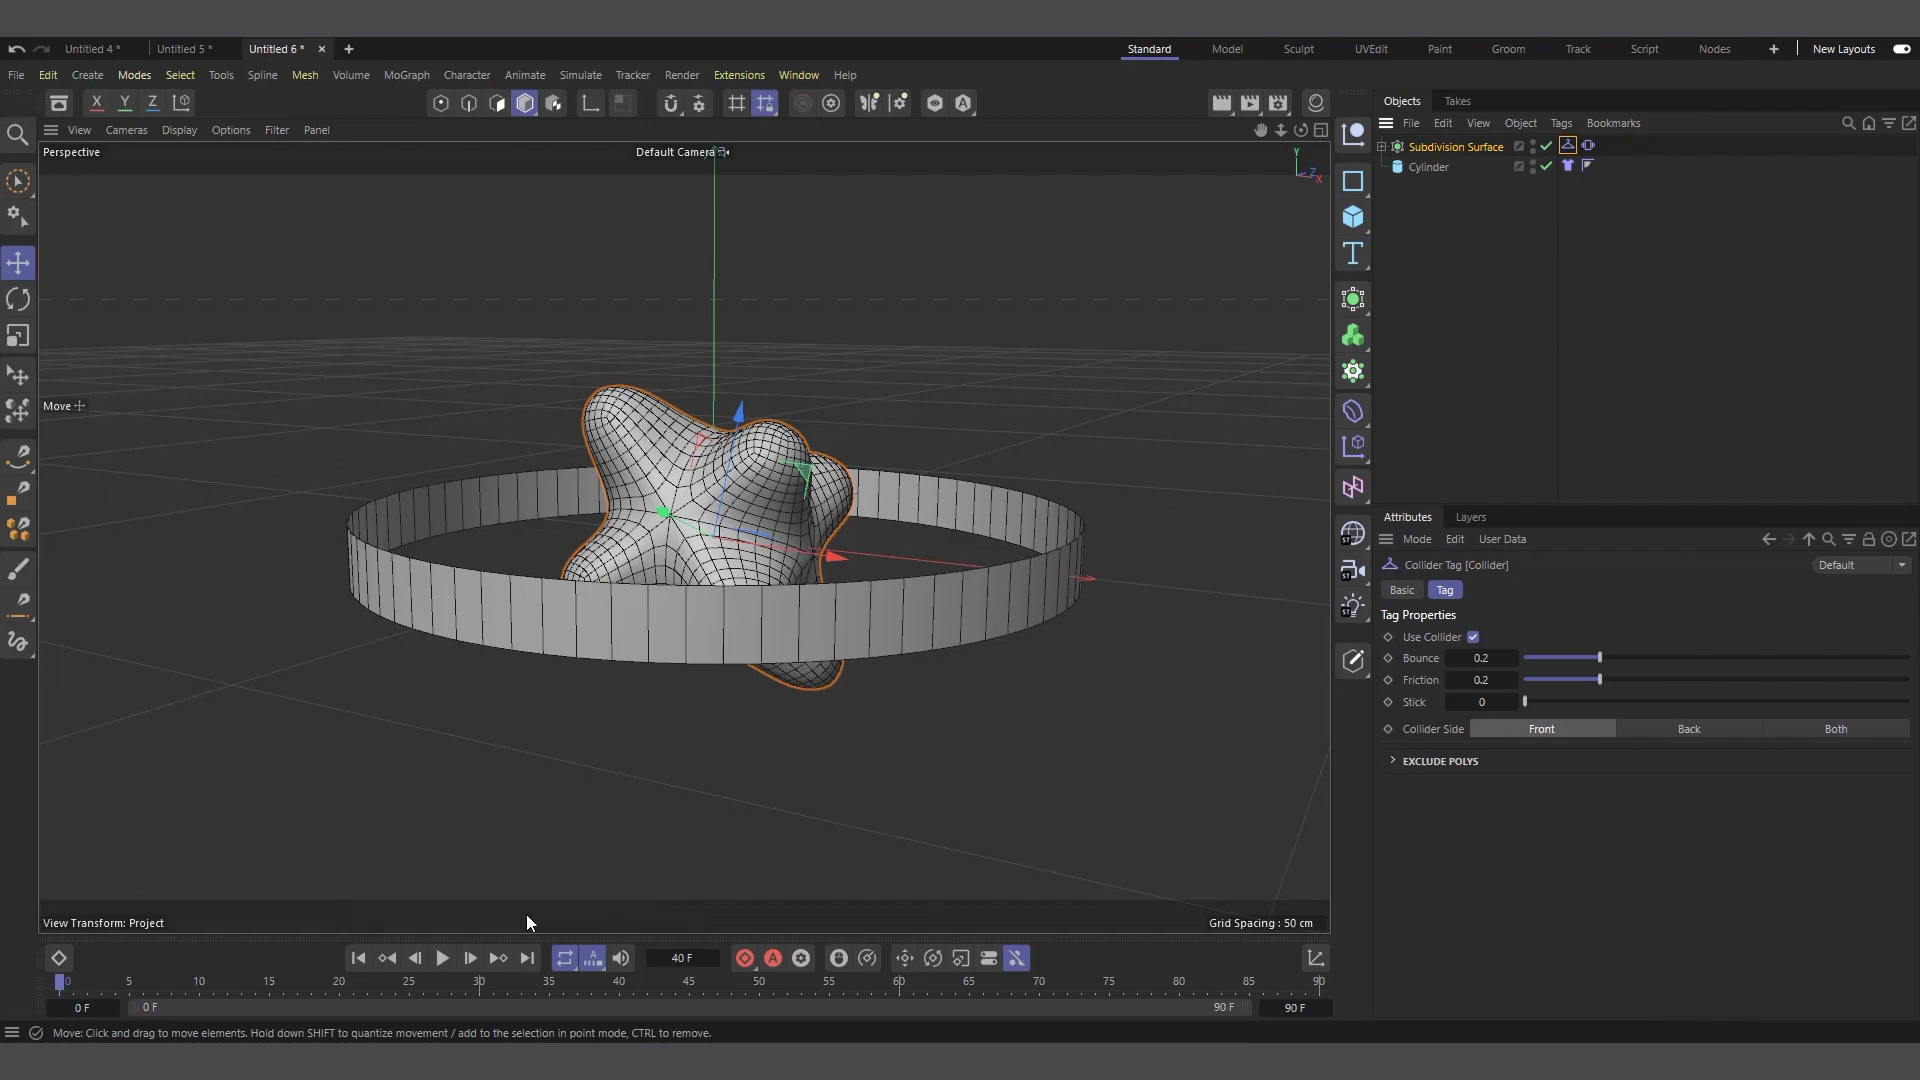 Untitled 4 * Untitled 5 * Untitled 6 * Standard Model Sculpt UVEdit Paint Groom Track Script Nodes New Layouts
File Edit Create Modes Select Tools Spline Mesh Volume MoGraph Character Animate Simulate Tracker Render Extensions Window Help
X Y Z A
Objects Takes
View Cameras Display Options Filter Panel
File Edit View Object Tags Bookmarks
Perspective Default Camera
Y Z X
Subdivision Surface
Cylinder
T
Move
ST
ST
ST
Attributes Layers
Mode Edit User Data
Collider Tag [Collider] Default
Basic Tag
Tag Properties
Use Collider
Bounce 0.2
Friction 0.2
Stick 0
Collider Side Front Back Both
EXCLUDE POLYS
View Transform: Project Grid Spacing : 50 cm
A 40 F A
0 5 10 15 20 25 30 35 40 45 50 55 60 65 70 75 80 85 90
0 F 0 F 90 F 90 F
Move: Click and drag to move elements. Hold down SHIFT to quantize movement / add to the selection in point mode, CTRL to remove.